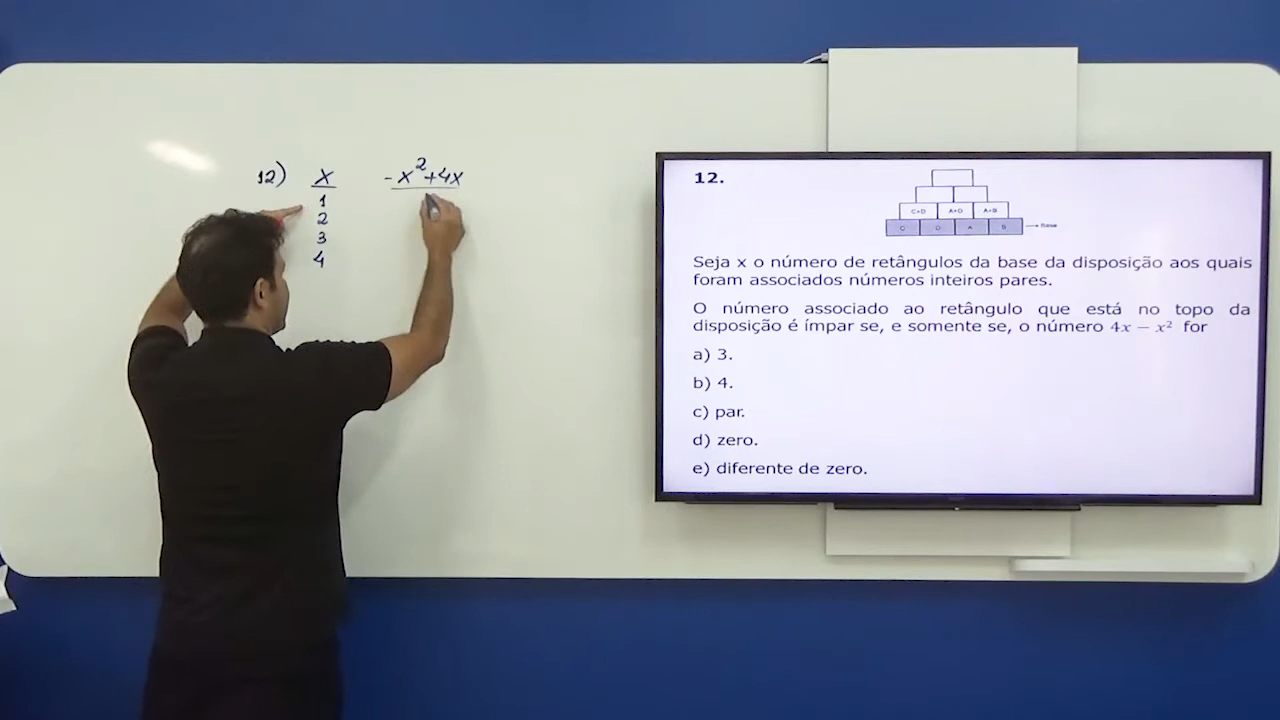 12) x -x²+4x
1
2
3
4
12.
C+D A+D A+B
C D A B Base
Seja x o número de retângulos da base da disposição aos quais
foram associados números inteiros pares.
O número associado ao retângulo que está no topo da
disposição é ímpar se, e somente se, o número 4x − x² for
a) 3.
b) 4.
c) par.
d) zero.
e) diferente de zero.